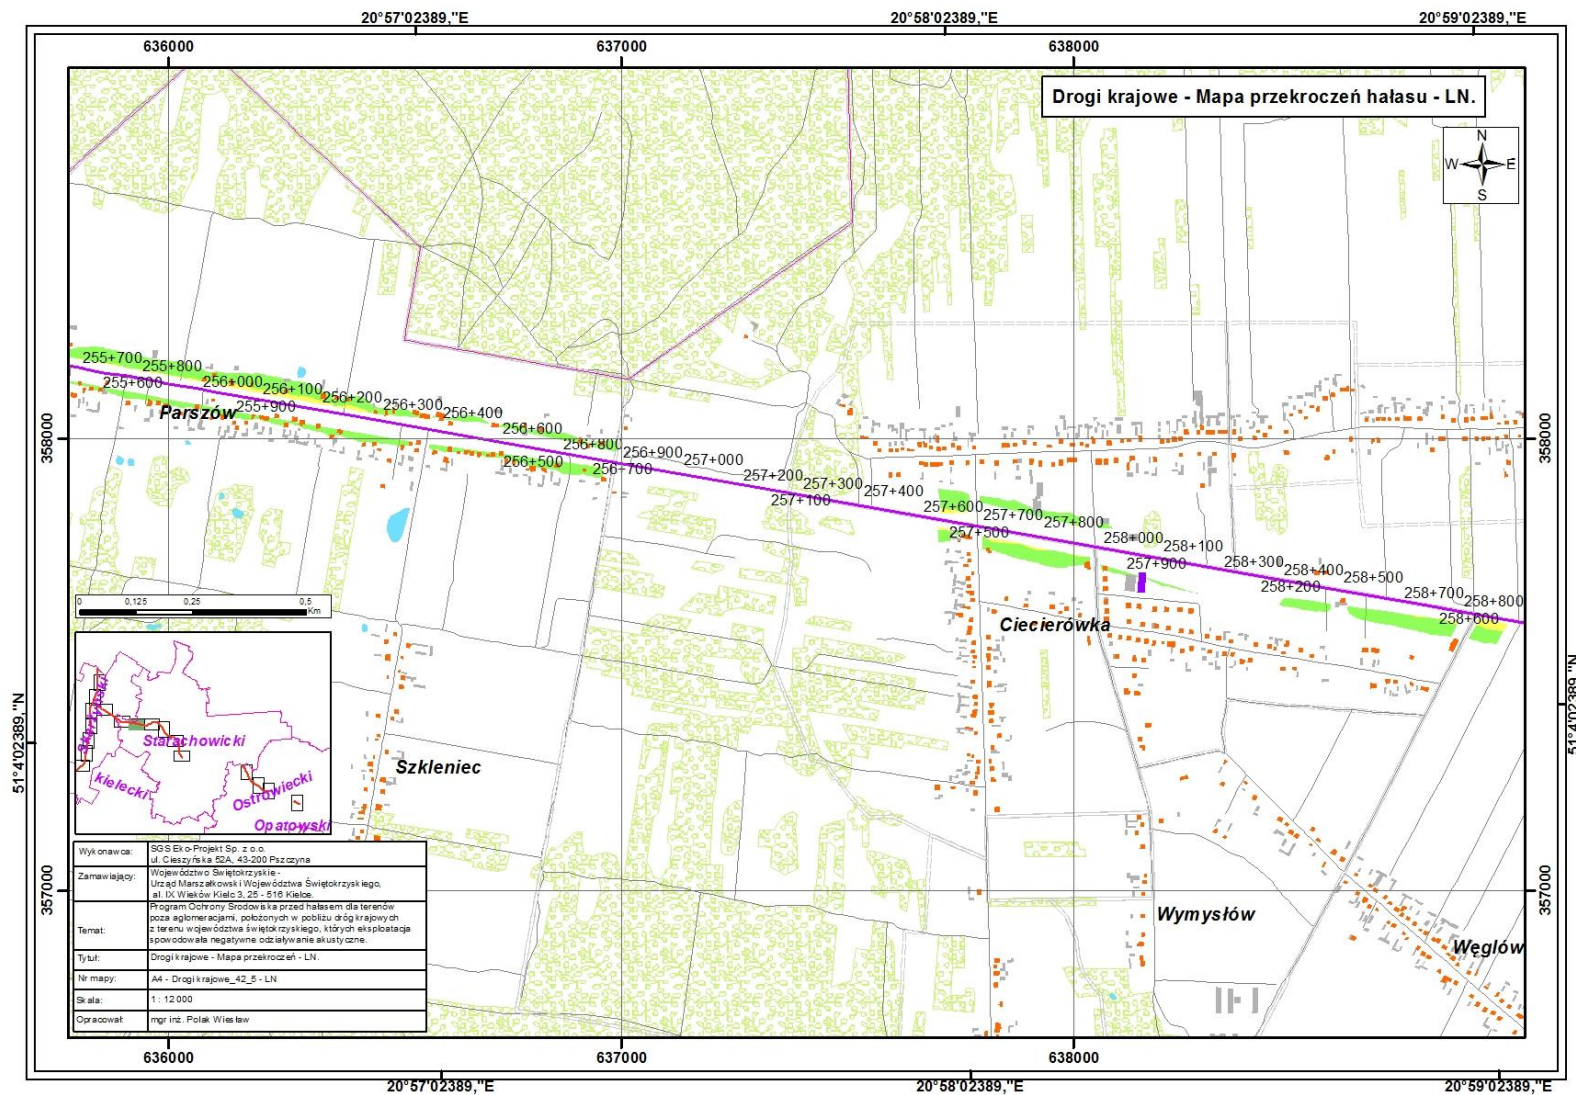 20°57'02389,"E
20°58'02389,"E
20°59'02389,"E
636000
637000
638000
Drogi krajowe - Mapa przekroczeń hałasu - LN.
N
W
E
S
255+700
255+800
255+600
256+000
256+100
256+200
255+900
256+300
256+400
256+600
256+800
256+500
256+700
256+900
257+000
257+200
257+300
257+100
257+400
257+600
257+700
257+500
257+800
258+000
258+100
257+900
258+300
258+400
258+200
258+500
258+700
258+800
258+600
Parszów
358000
358000
Ciecierówka
0
0,125
0,25
0,5
Km
Skarżyski
Starachowicki
kielecki
Ostrowiecki
Opatowski
Szkleniec
51°4'02389,"N
51°4'02389,"N
357000
357000
Wymysłów
Węglów
Wykonawca:
SGS Eko-Projekt Sp. z o.o.
ul. Cieszyńska 52A, 43-200 Pszczyna
Zamawiający:
Województwo Świętokrzyskie -
Urząd Marszałkowski Województwa Świętokrzyskiego,
al. IX Wieków Kielc 3, 25 - 516 Kielce.
Temat:
Program Ochrony Środowiska przed hałasem dla terenów
poza aglomeracjami, położonych w pobliżu dróg krajowych
z terenu województwa świętokrzyskiego, których eksploatacja
spowodowała negatywne odziaływanie akustyczne.
Tytuł:
Drogi krajowe - Mapa przekroczeń - LN.
Nr mapy:
A4 - Drogi krajowe_42_5 - LN
Skala:
1 : 12 000
Opracował:
mgr inż. Polak Wiesław
636000
637000
638000
20°57'02389,"E
20°58'02389,"E
20°59'02389,"E